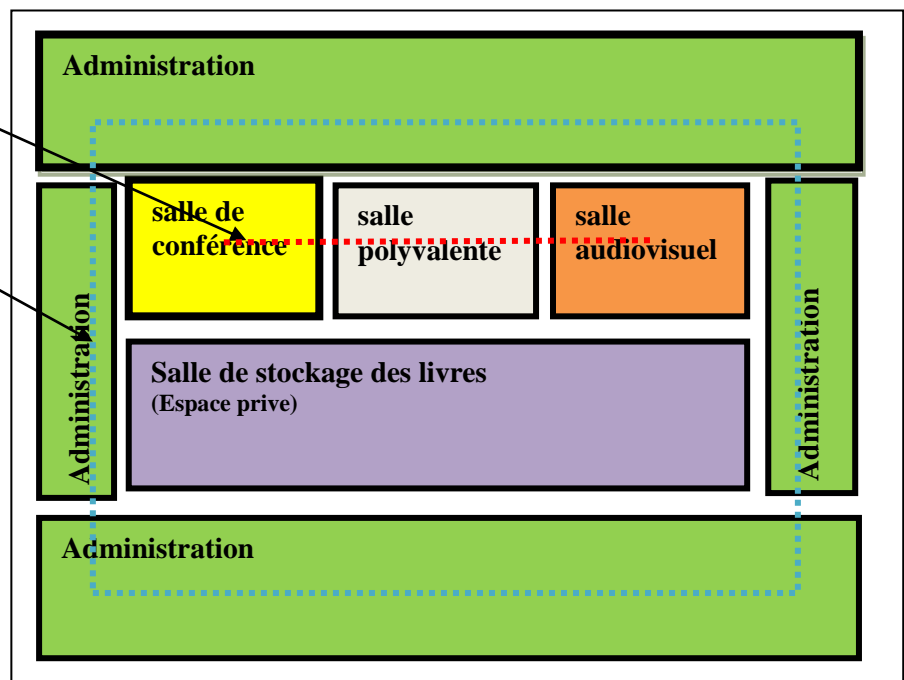 Administration
salle de
conférence
salle
polyvalente
salle
audiovisuel
Administration
Administration
Salle de stockage des livres
(Espace prive)
Administration